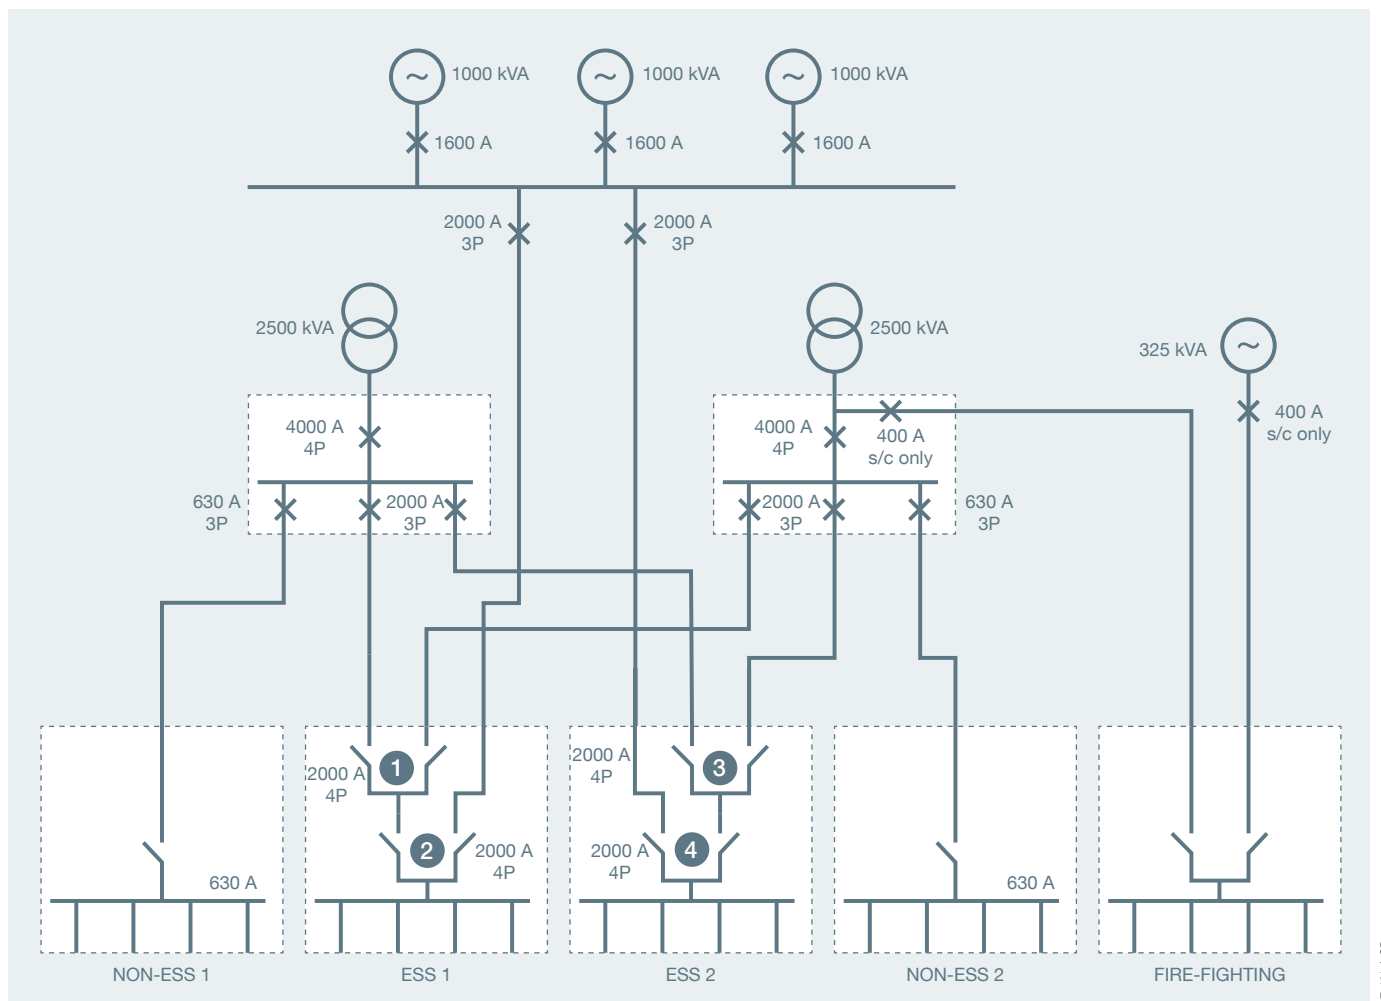 1000 kVA
1000 kVA
1000 kVA
1600 A
1600 A
1600 A
2000 A
3P
2000 A
3P
2500 kVA
2500 kVA
325 kVA
4000 A
4P
4000 A
4P
400 A
s/c only
400 A
s/c only
630 A
3P
2000 A
3P
2000 A
3P
630 A
3P
1
2000 A
4P
2000 A
4P
3
2
2000 A
4P
2000 A
4P
4
630 A
630 A
NON-ESS 1
ESS 1
ESS 2
NON-ESS 2
FIRE-FIGHTING